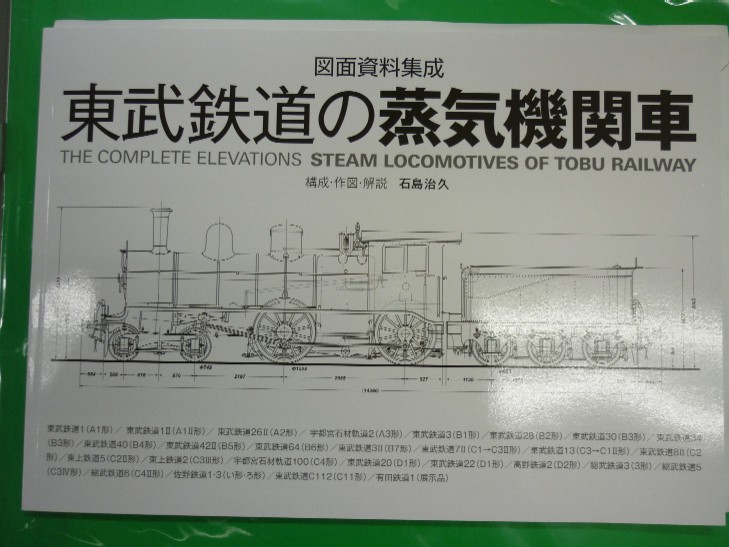 図面資料集成
東武鉄道の蒸気機関車
THE COMPLETE ELEVATIONS STEAM LOCOMOTIVES OF TOBU RAILWAY
構成・作図・解説 石島治久
東武鉄道1(A1形)/東武鉄道1Ⅱ(A1Ⅱ形)/東武鉄道26Ⅱ(A2形)/宇都宮石材軌道2(A3形)/東武鉄道3(B1形)/東武鉄道28(B2形)/東武鉄道30(B3形)/東武鉄道34
(B3形)/東武鉄道40(B4形)/東武鉄道42Ⅱ(B5形)/東武鉄道64(B6形)/東武鉄道3Ⅱ(B7形)/東武鉄道7Ⅱ(C1→C3Ⅱ形)/東武鉄道13(C3→C1Ⅱ形)/東武鉄道8Ⅱ(C2
形)/東上鉄道5(C2Ⅱ形)/東上鉄道2(C3Ⅲ形)/宇都宮石材軌道100(C4形)/東武鉄道20(D1形)/東武鉄道22(D1形)/高野鉄道2(D2形)/総武鉄道3(3形)/総武鉄道5
(C3Ⅳ形)/総武鉄道6(C4Ⅱ形)/佐野鉄道1-3(い形・ろ形)/東武鉄道C112(C11形)/有田鉄道1(展示品)